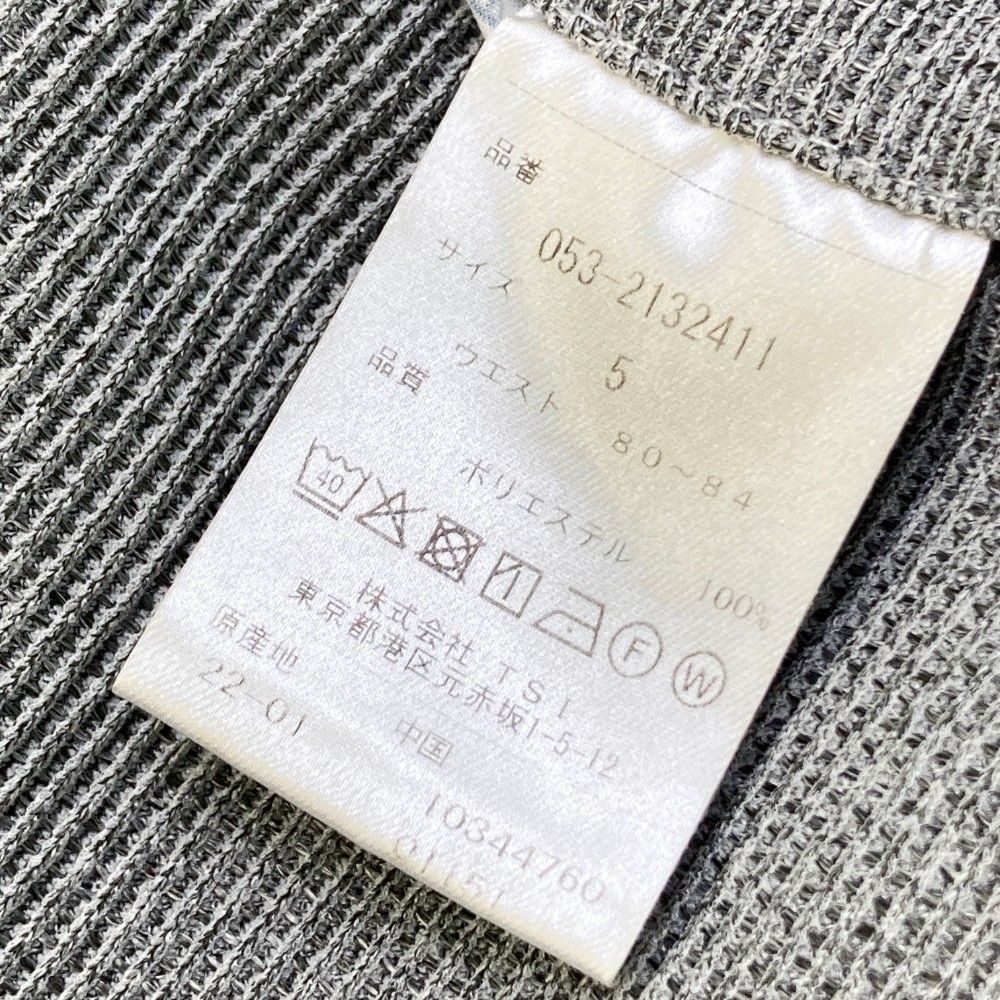 品番
053-2132411
サイズ 5
ウエスト 80~84
品質
ポリエステル 100%
40
F W
株式会社 TSI
東京都港区元赤坂1-5-12
原産地 中国
22-01 10344760